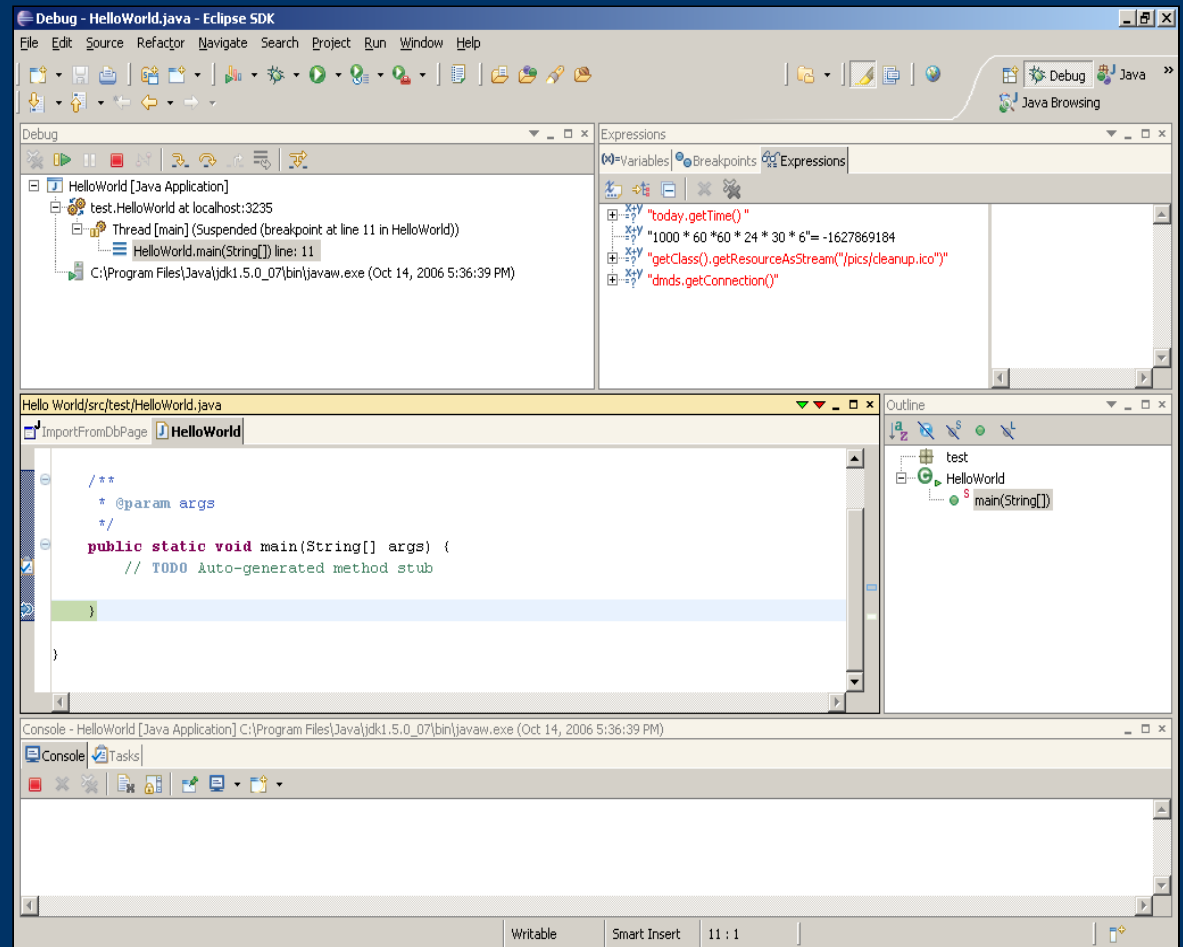 Debug - HelloWorld.java - Eclipse SDK
File Edit Source Refactor Navigate Search Project Run Window Help
Debug Java »
Java Browsing
Debug
HelloWorld [Java Application]
test.HelloWorld at localhost:3235
Thread [main] (Suspended (breakpoint at line 11 in HelloWorld))
HelloWorld.main(String[]) line: 11
C:\Program Files\Java\jdk1.5.0_07\bin\javaw.exe (Oct 14, 2006 5:36:39 PM)
Expressions
(x)=Variables Breakpoints Expressions
"today.getTime() "
"1000 * 60 *60 * 24 * 30 * 6"= -1627869184
"getClass().getResourceAsStream("/pics/cleanup.ico")"
"dmds.getConnection()"
Hello World/src/test/HelloWorld.java
ImportFromDbPage HelloWorld
/**
* @param args
*/
public static void main(String[] args) {
// TODO Auto-generated method stub
}
}
Outline
test
HelloWorld
main(String[])
Console - HelloWorld [Java Application] C:\Program Files\Java\jdk1.5.0_07\bin\javaw.exe (Oct 14, 2006 5:36:39 PM)
Console Tasks
Writable Smart Insert 11 : 1